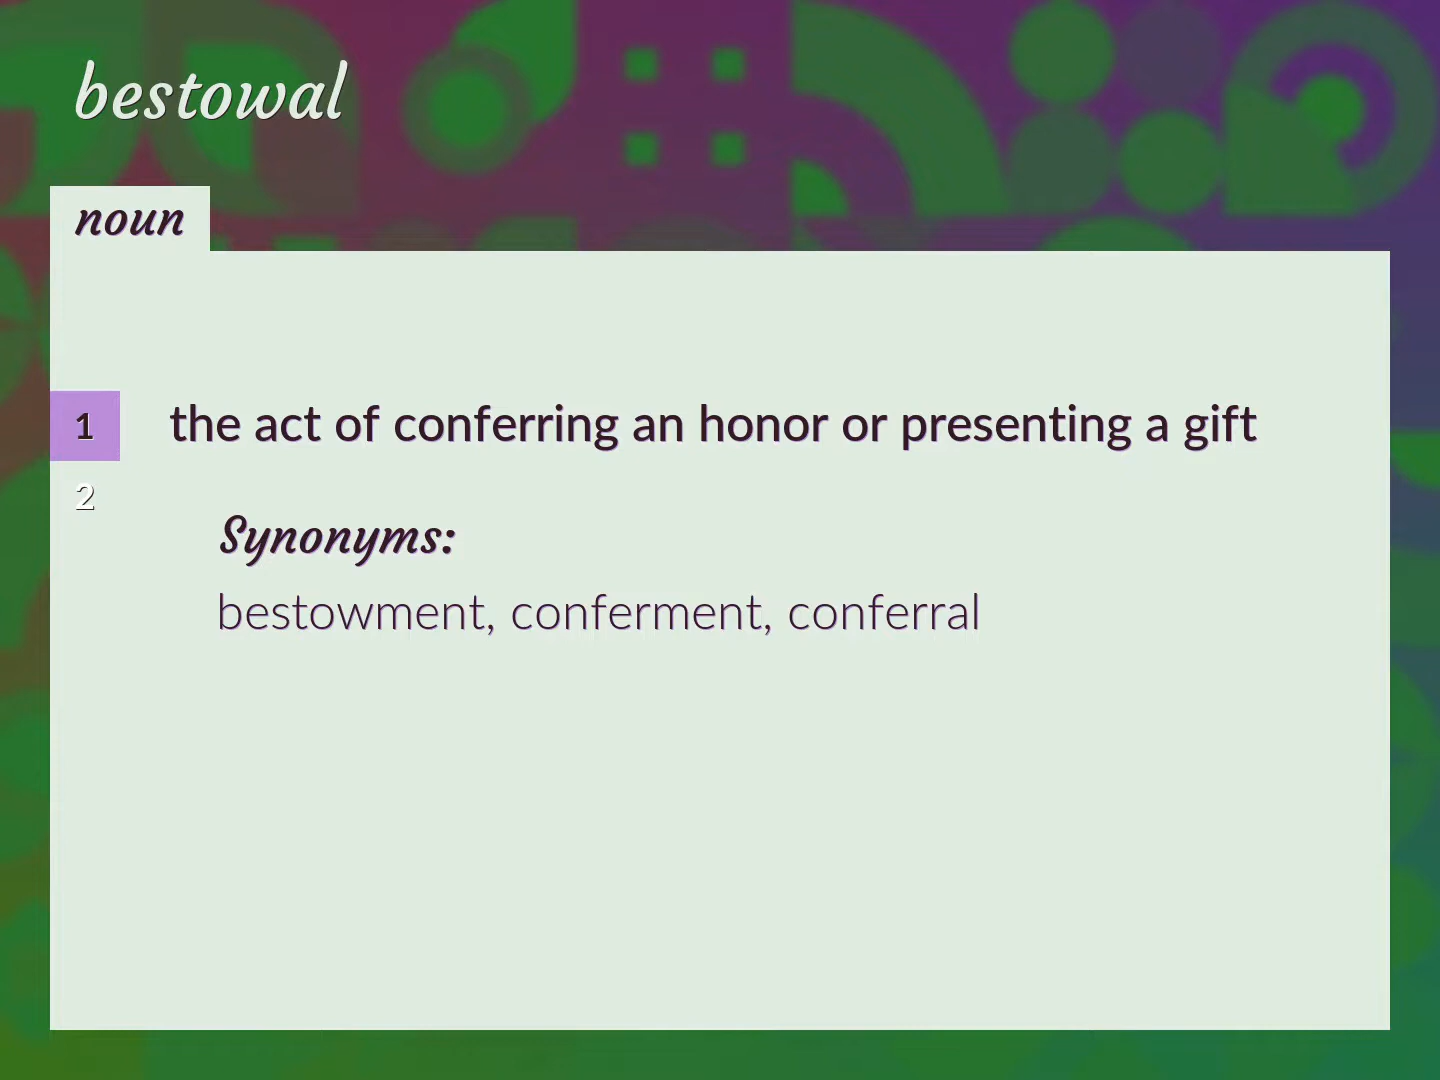 bestowal
noun
1 the act of conferring an honor or presenting a gift
2
Synonyms:
bestowment, conferment, conferral